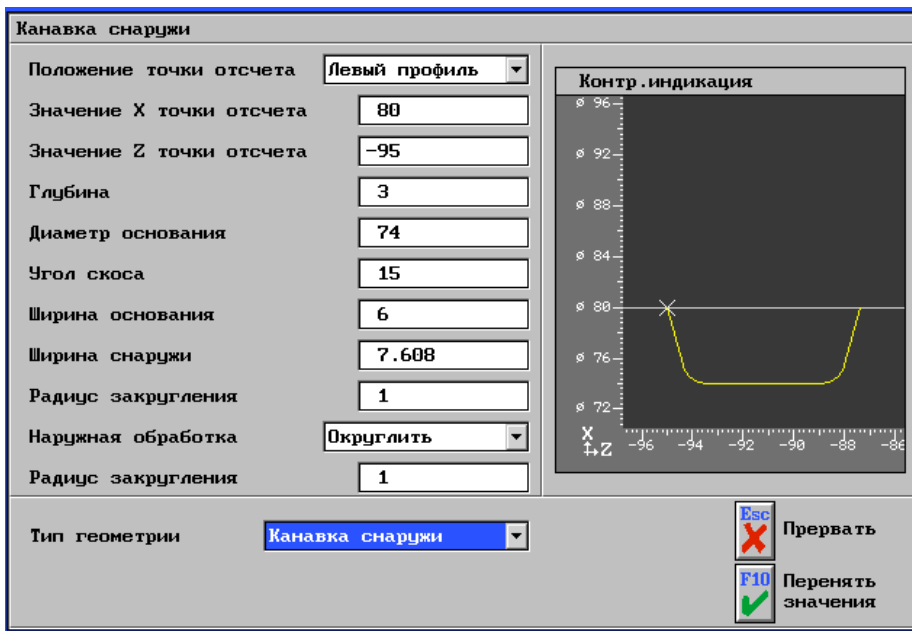 Канавка снаружи
Положение точки отсчета Левый профиль
Значение X точки отсчета 80
Значение Z точки отсчета -95
Глубина 3
Диаметр основания 74
Угол скоса 15
Ширина основания 6
Ширина снаружи 7.608
Радиус закругления 1
Наружная обработка Округлить
Радиус закругления 1
Контр.индикация
ø 96
ø 92
ø 88
ø 84
ø 80
ø 76
ø 72
X
Z
-96 -94 -92 -90 -88 -86
Тип геометрии Канавка снаружи
Esc Прервать
F10 Перенять
значения